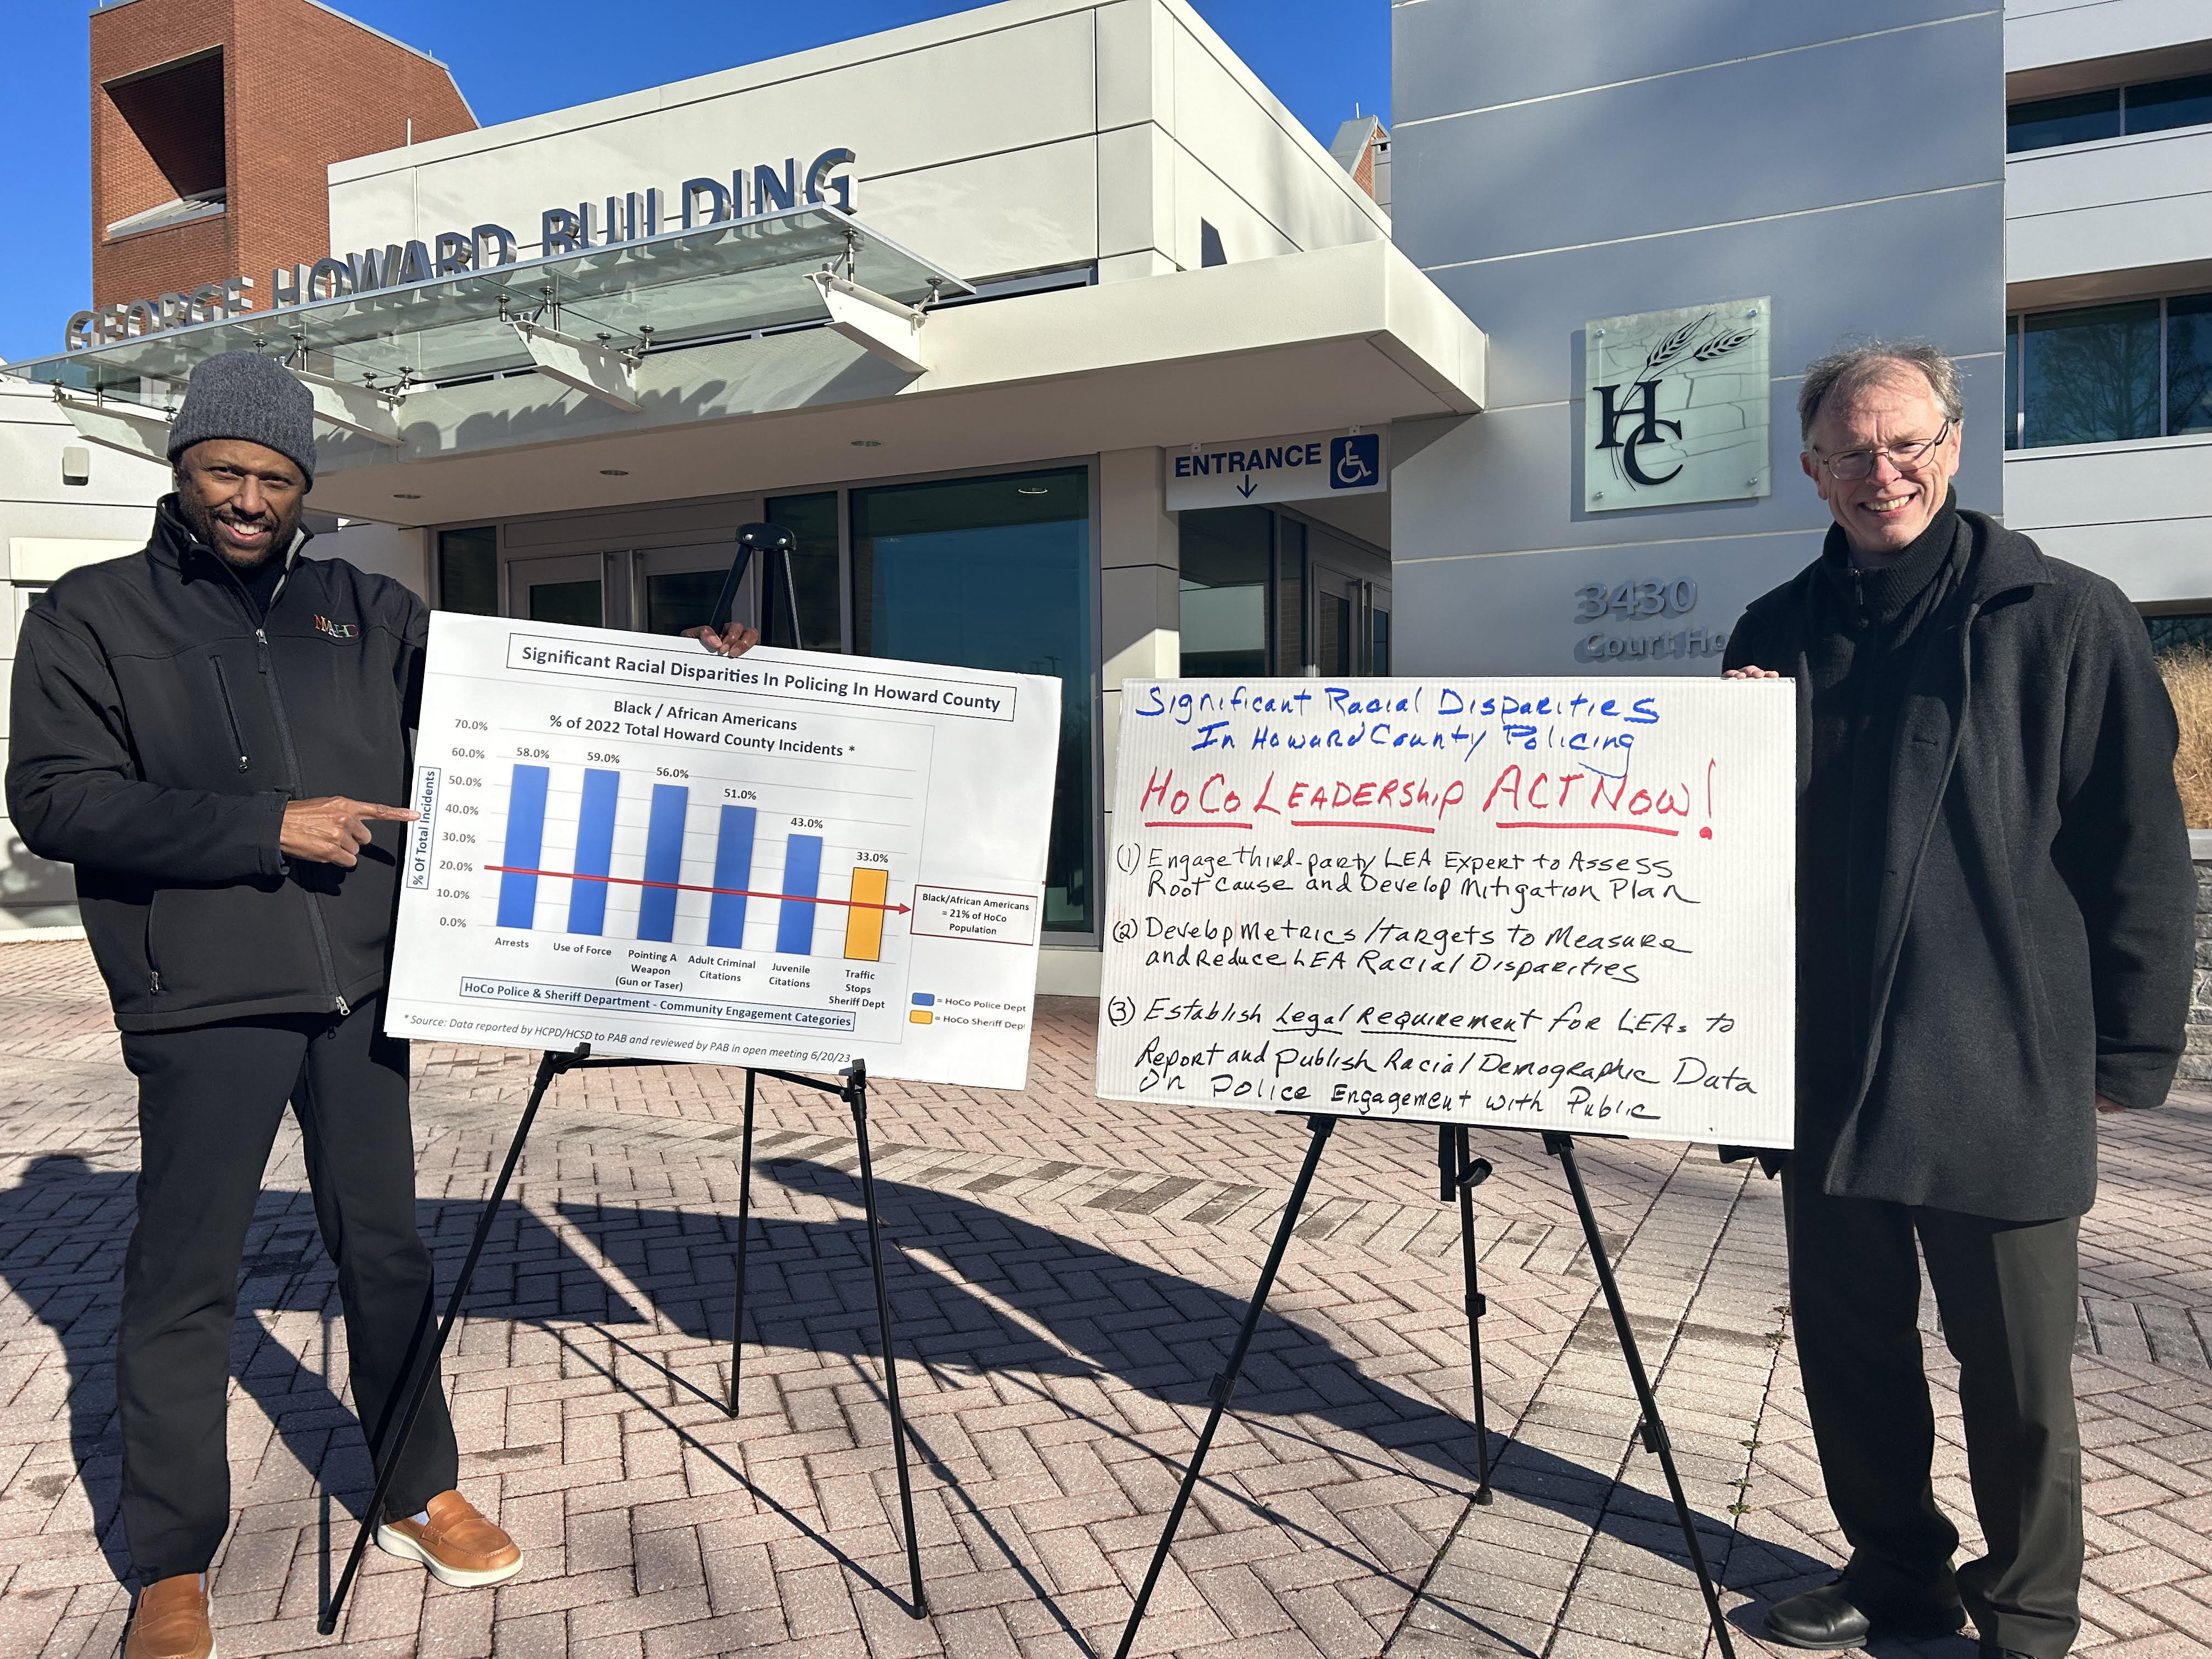 GEORGE HOWARD BUILDING
ENTRANCE
HC
3430
Court Ho
Significant Racial Disparities In Policing In Howard County
Black / African Americans
% of 2022 Total Howard County Incidents *
% Of Total Incidents
70.0%
60.0%
50.0%
40.0%
30.0%
20.0%
10.0%
0.0%
58.0%
59.0%
56.0%
51.0%
43.0%
33.0%
Black/African Americans
= 21% of HoCo
Population
Arrests
Use of Force
Pointing A
Weapon
(Gun or Taser)
Adult Criminal
Citations
Juvenile
Citations
Traffic
Stops
Sheriff Dept
HoCo Police & Sheriff Department - Community Engagement Categories
= HoCo Police Dept
= HoCo Sheriff Dep
* Source: Data reported by HCPD/HCSD to PAB and reviewed by PAB in open meeting 6/20/23
Significant Racial Disparities
In Howard County Policing
HoCo LEADERShip ACT Now!
(1) Engage third-party LEA Expert to Assess
Root Cause and Develop Mitigation Plan
(2) Develop Metrics/targets to Measure
and Reduce LEA Racial Disparities
(3) Establish Legal Requirement for LEAs to
Report and Publish Racial Demographic Data
On Police Engagement with Public